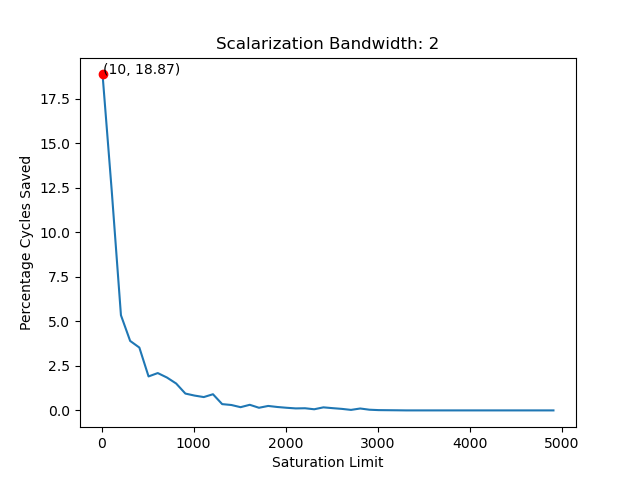 Scalarization Bandwidth: 2
(10, 18.87)
Percentage Cycles Saved
17.5
15.0
12.5
10.0
7.5
5.0
2.5
0.0
0 1000 2000 3000 4000 5000
Saturation Limit